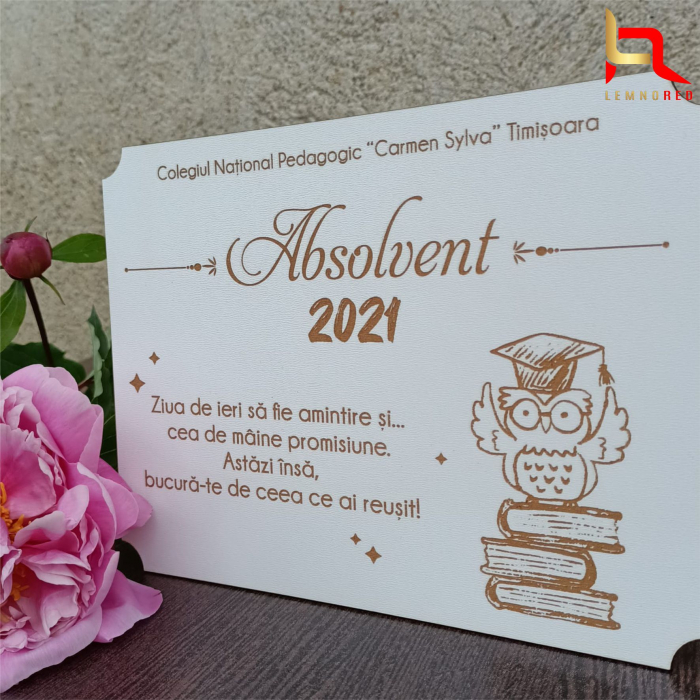 LEMNORED
Colegiul Național Pedagogic “Carmen Sylva” Timișoara
Absolvent
2021
Ziua de ieri să fie amintire și...
cea de mâine promisiune.
Astăzi însă,
bucură-te de ceea ce ai reușit!